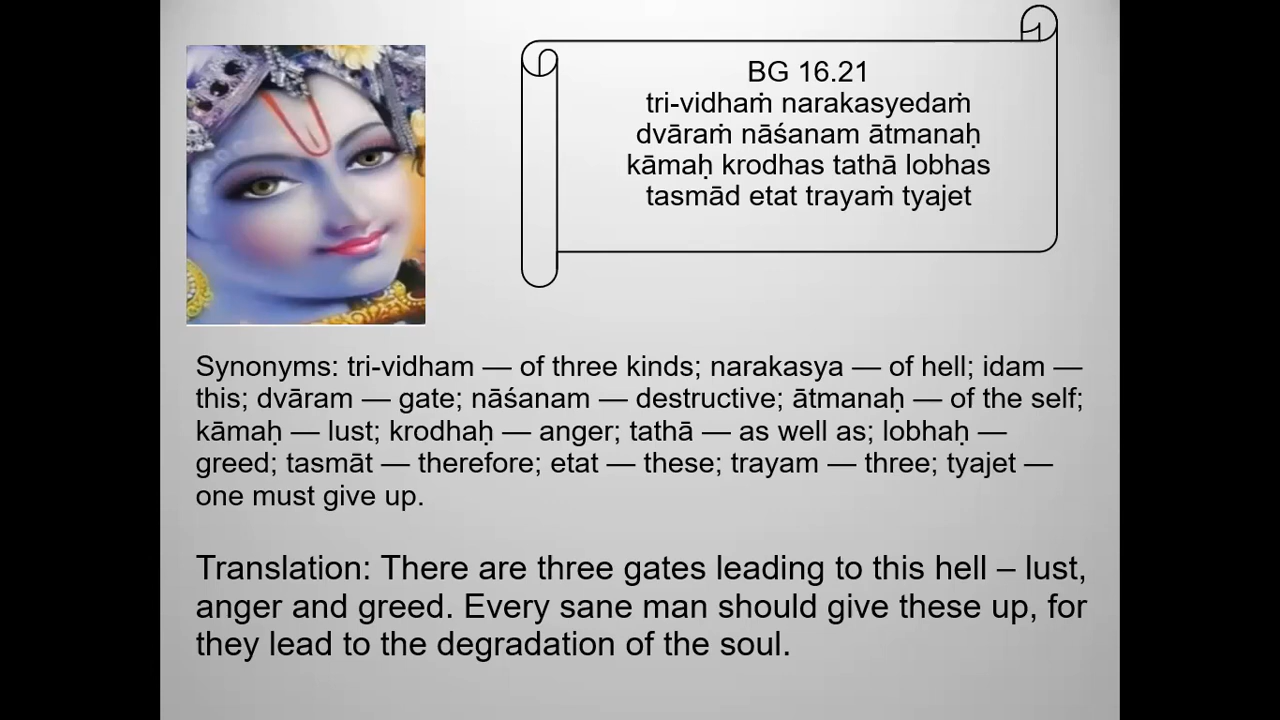 BG 16.21
tri-vidhaṁ narakasyedaṁ
dvāraṁ nāśanam ātmanaḥ
kāmaḥ krodhas tathā lobhas
tasmād etat trayaṁ tyajet
Synonyms: tri-vidham — of three kinds; narakasya — of hell; idam —
this; dvāram — gate; nāśanam — destructive; ātmanaḥ — of the self;
kāmaḥ — lust; krodhaḥ — anger; tathā — as well as; lobhaḥ —
greed; tasmāt — therefore; etat — these; trayam — three; tyajet —
one must give up.
Translation: There are three gates leading to this hell – lust,
anger and greed. Every sane man should give these up, for
they lead to the degradation of the soul.